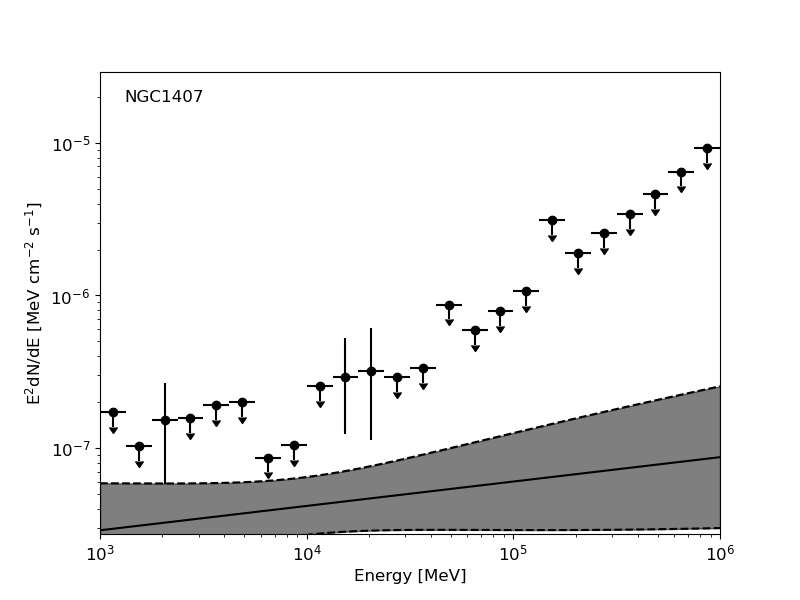 NGC1407
10⁻⁵
10⁻⁶
10⁻⁷
E²dN/dE [MeV cm⁻² s⁻¹]
10³ 10⁴ 10⁵ 10⁶
Energy [MeV]